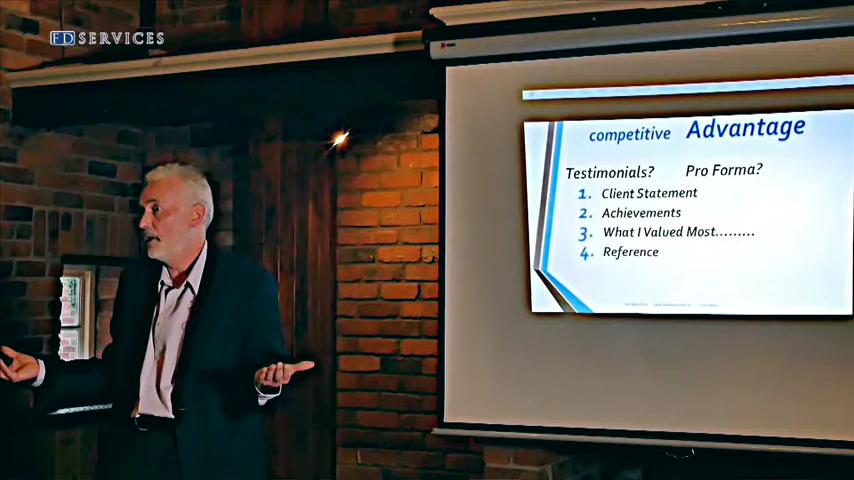 FD SERVICES
competitive Advantage
Testimonials? Pro Forma?
1. Client Statement
2. Achievements
3. What I Valued Most.........
4. Reference